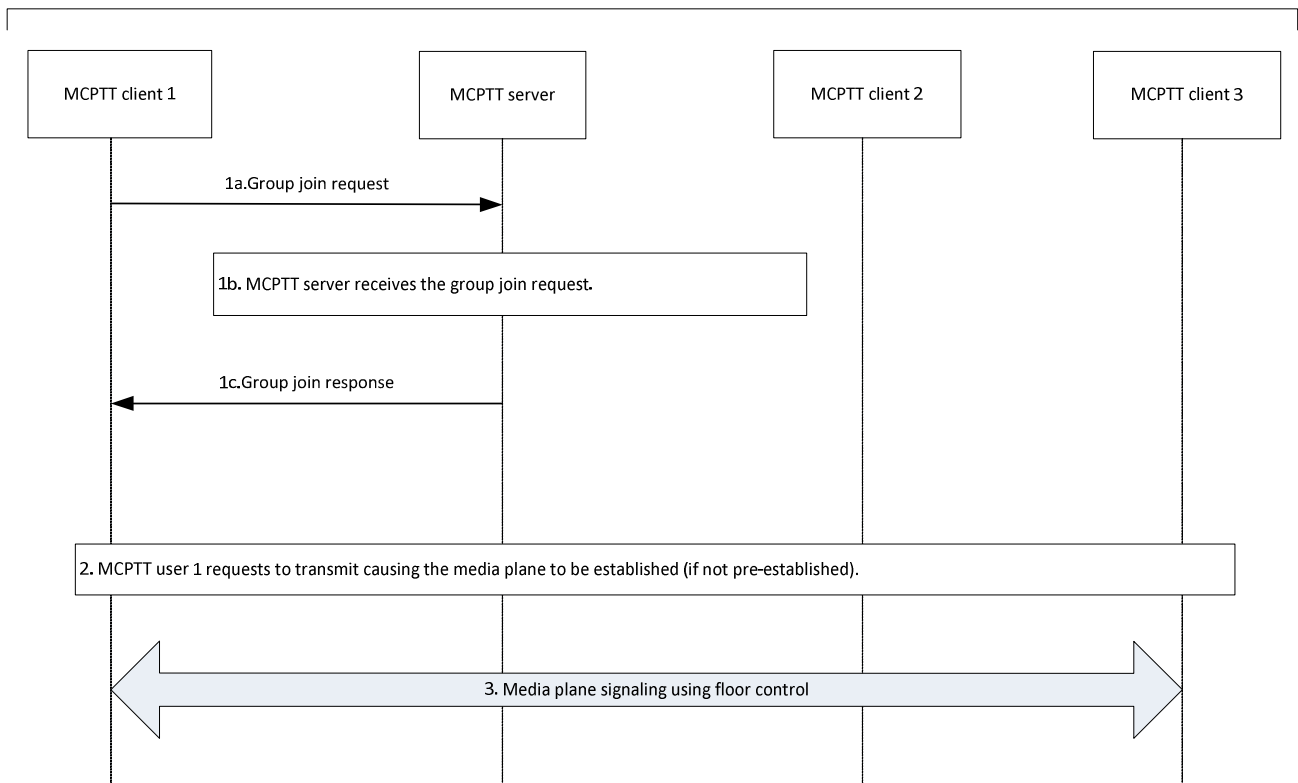 MCPTT client 1
MCPTT server
MCPTT client 2
MCPTT client 3
1a.Group join request
1b. MCPTT server receives the group join request.
1c.Group join response
2. MCPTT user 1 requests to transmit causing the media plane to be established (if not pre-established).
3. Media plane signaling using floor control